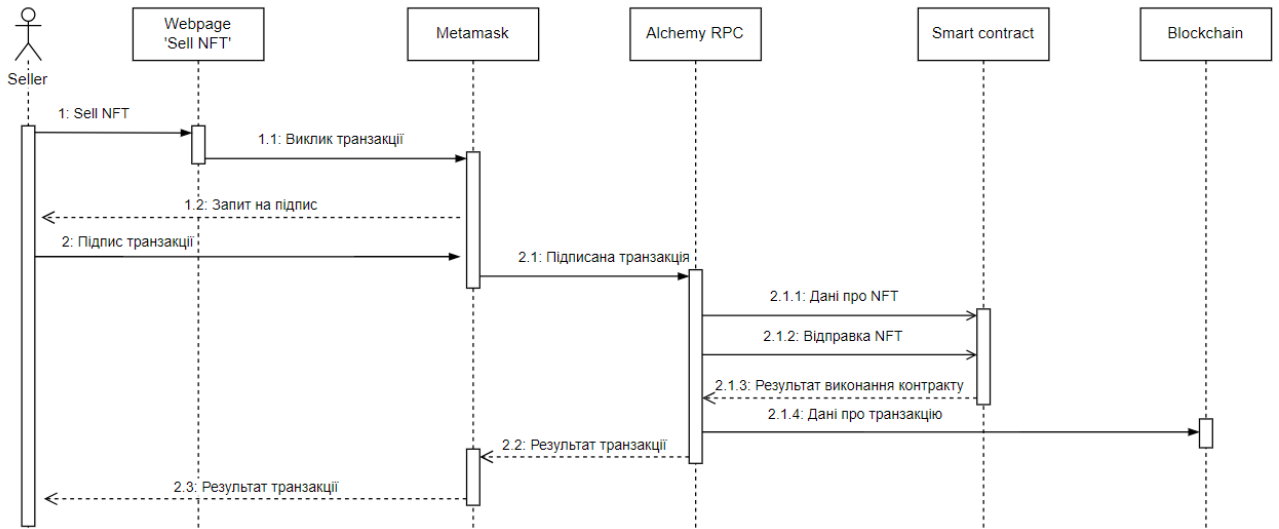 Webpage
'Sell NFT'
Metamask
Alchemy RPC
Smart contract
Blockchain
Seller
1: Sell NFT
1.1: Виклик транзакції
1.2: Запит на підпис
2: Підпис транзакції
2.1: Підписана транзакція
2.1.1: Дані про NFT
2.1.2: Відправка NFT
2.1.3: Результат виконання контракту
2.1.4: Дані про транзакцію
2.2: Результат транзакції
2.3: Результат транзакції